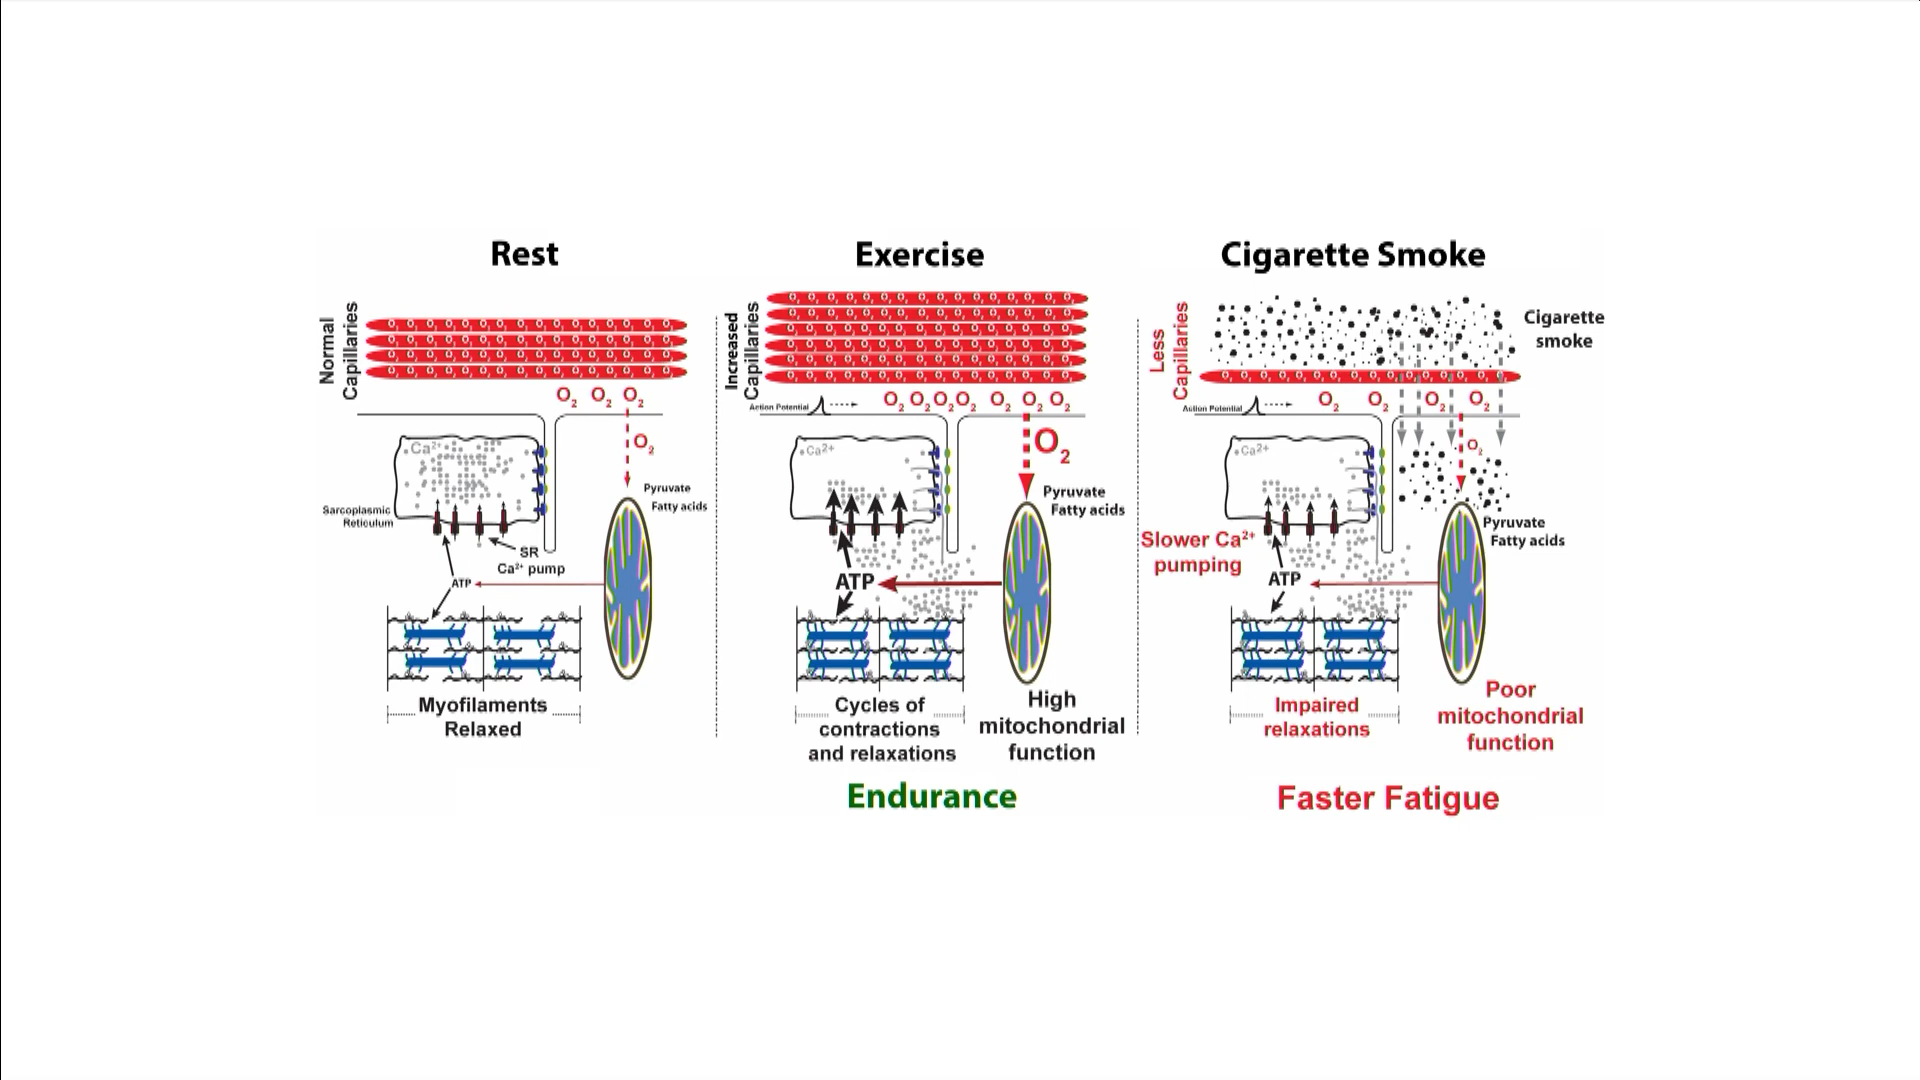 Rest
Normal
Capillaries
O2 O2 O2
O2
Ca2+
Pyruvate
Fatty acids
Sarcoplasmic
Reticulum
SR
Ca2+ pump
ATP
Myofilaments
Relaxed
Exercise
Increased
Capillaries
Action Potential
O2 O2 O2 O2 O2 O2 O2
O2
Ca2+
Pyruvate
Fatty acids
ATP
Cycles of
contractions
and relaxations
High
mitochondrial
function
Endurance
Cigarette Smoke
Less
Capillaries
Cigarette
smoke
Action Potential
O2 O2 O2 O2
O2
Ca2+
Pyruvate
Fatty acids
Slower Ca2+
pumping
ATP
Impaired
relaxations
Poor
mitochondrial
function
Faster Fatigue